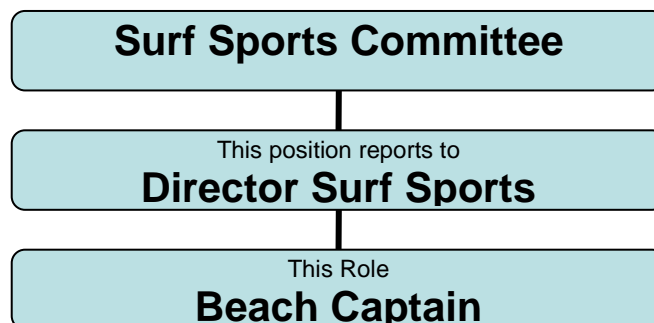 Surf Sports Committee
This position reports to
Director Surf Sports
This Role
Beach Captain